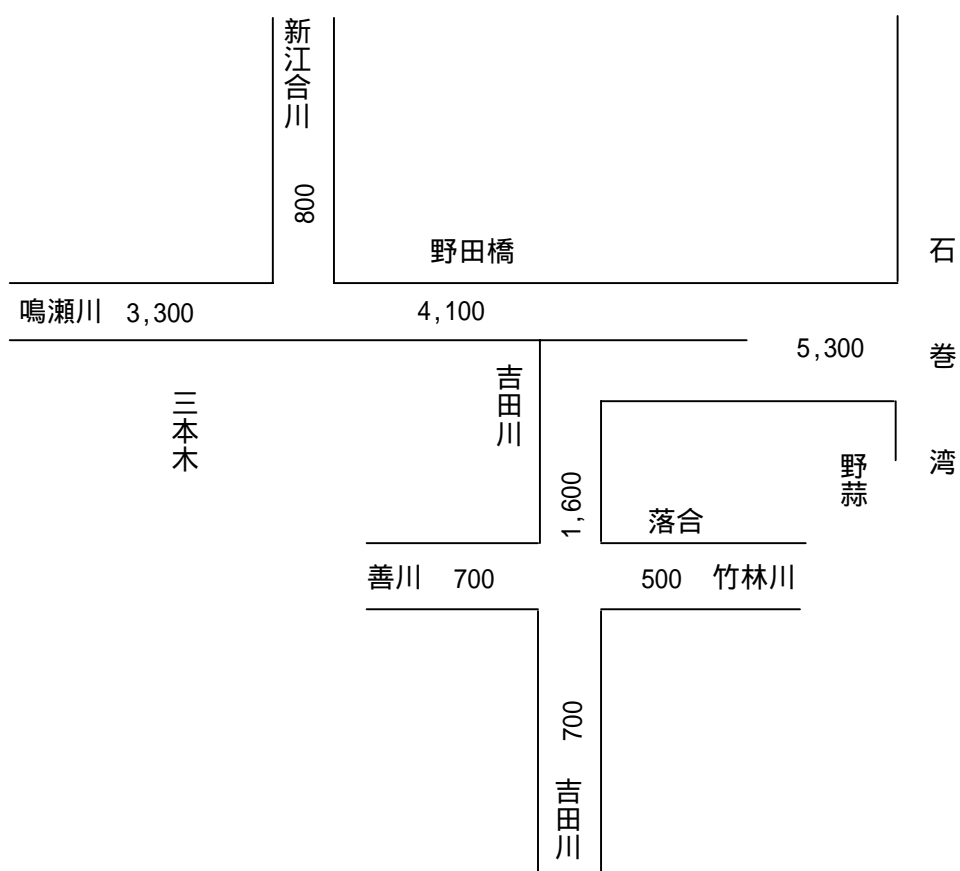 新江合川
800
野田橋
石巻湾
鳴瀬川 3,300
4,100
5,300
三本木
吉田川
1,600
野蒜
落合
善川 700
500 竹林川
700
吉田川